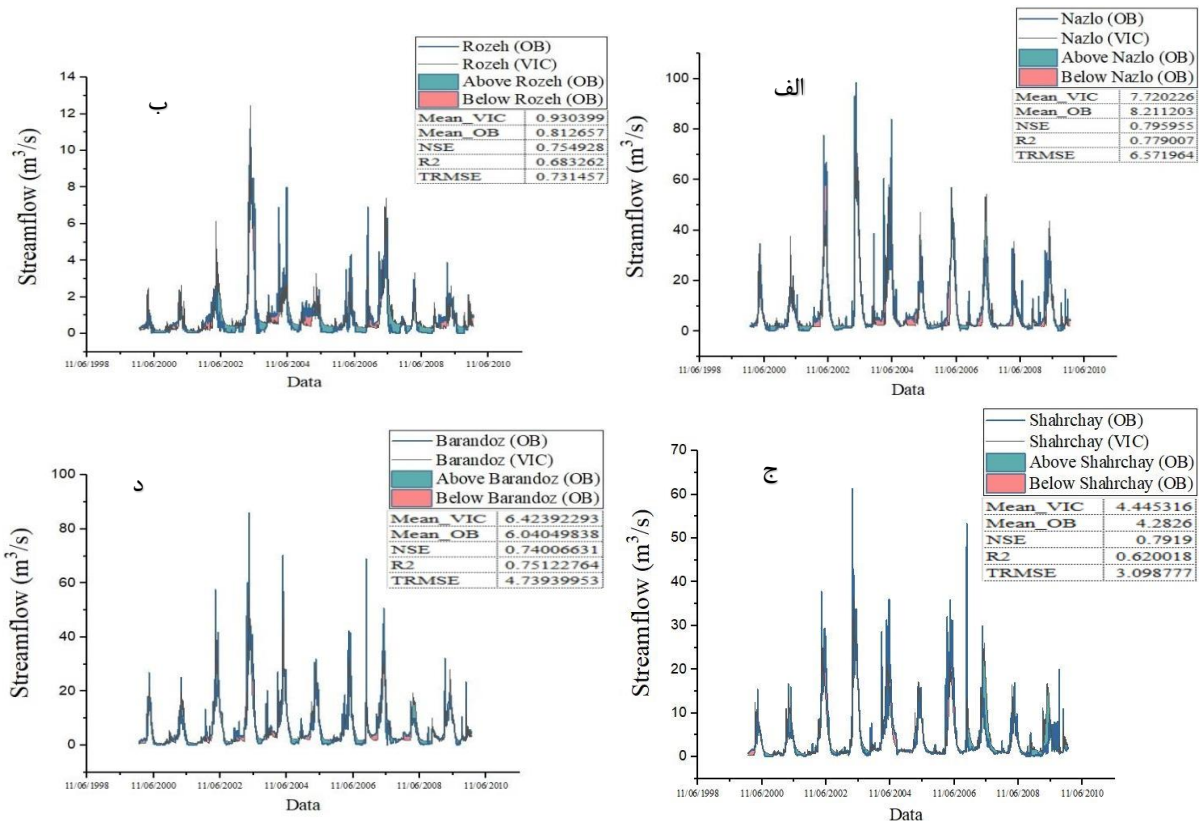 Rozeh (OB)
Rozeh (VIC)
Above Rozeh (OB)
Below Rozeh (OB)
Mean_VIC 0.930399
Mean_OB 0.812657
NSE 0.754928
R2 0.683262
TRMSE 0.731457
ب
14
12
10
8
6
4
2
0
Streamflow (m³/s)
11/06/1998 11/06/2000 11/06/2002 11/06/2004 11/06/2006 11/06/2008 11/06/2010
Data
Nazlo (OB)
Nazlo (VIC)
Above Nazlo (OB)
Below Nazlo (OB)
Mean_VIC 7.720226
Mean_OB 8.211203
NSE 0.795955
R2 0.779007
TRMSE 6.571964
الف
100
80
60
40
20
0
Streamflow (m³/s)
11/06/1998 11/06/2000 11/06/2002 11/06/2004 11/06/2006 11/06/2008 11/06/2010
Data
Barandoz (OB)
Barandoz (VIC)
Above Barandoz (OB)
Below Barandoz (OB)
Mean_VIC 6.42392293
Mean_OB 6.04049838
NSE 0.74006631
R2 0.75122764
TRMSE 4.73939953
د
100
80
60
40
20
0
Streamflow (m³/s)
11/06/1998 11/06/2000 11/06/2002 11/06/2004 11/06/2006 11/06/2008 11/06/2010
Data
Shahrchay (OB)
Shahrchay (VIC)
Above Shahrchay (OB)
Below Shahrchay (OB)
Mean_VIC 4.445316
Mean_OB 4.2826
NSE 0.7919
R2 0.620018
TRMSE 3.098777
ج
70
60
50
40
30
20
10
0
Streamflow (m³/s)
11/06/1998 11/06/2000 11/06/2002 11/06/2004 11/06/2006 11/06/2008 11/06/2010
Data